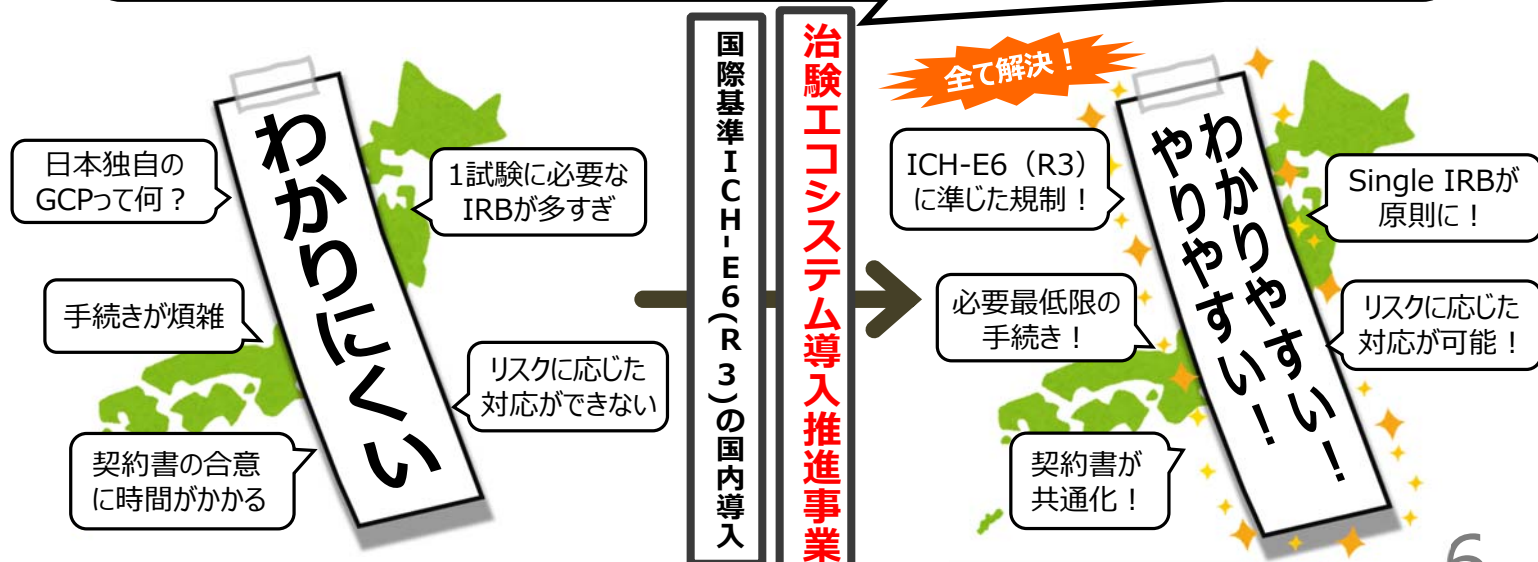 わかりにくい
日本独自の
GCPって何？
1試験に必要な
IRBが多すぎ
手続きが煩雑
リスクに応じた
対応ができない
契約書の合意
に時間がかかる
国際基準ICH-E6(R3)の国内導入
治験エコシステム導入推進事業
全て解決！
わかりやすい！
やりやすい！
ICH-E6（R3）
に準じた規制！
Single IRBが
原則に！
必要最低限の
手続き！
リスクに応じた
対応が可能！
契約書が
共通化！
6